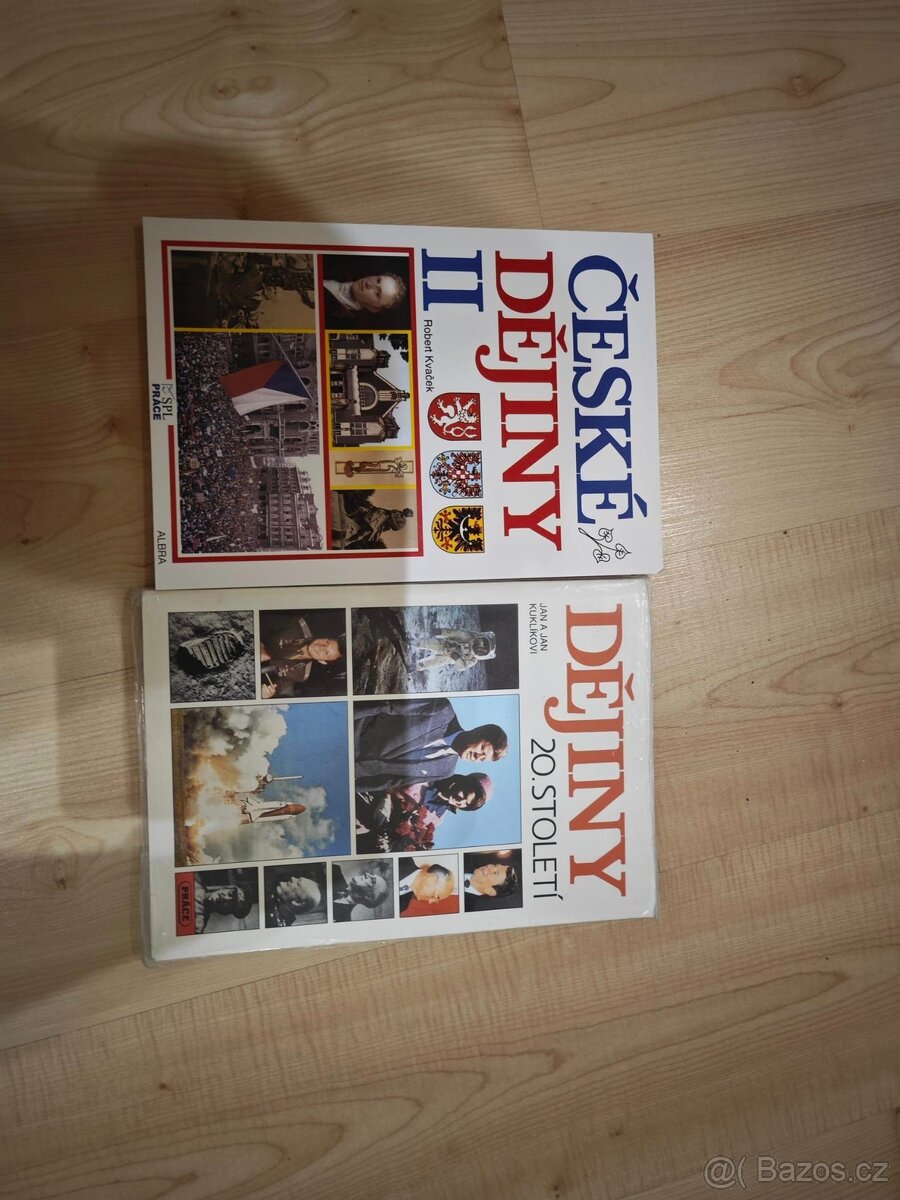 ČESKÉ
DĚJINY
II
Robert Kvaček
SPL
PRÁCE
ALBRA
DĚJINY
20. STOLETÍ
JAN A JAN
KUKLÍKOVI
PRÁCE
@( Bazos.cz